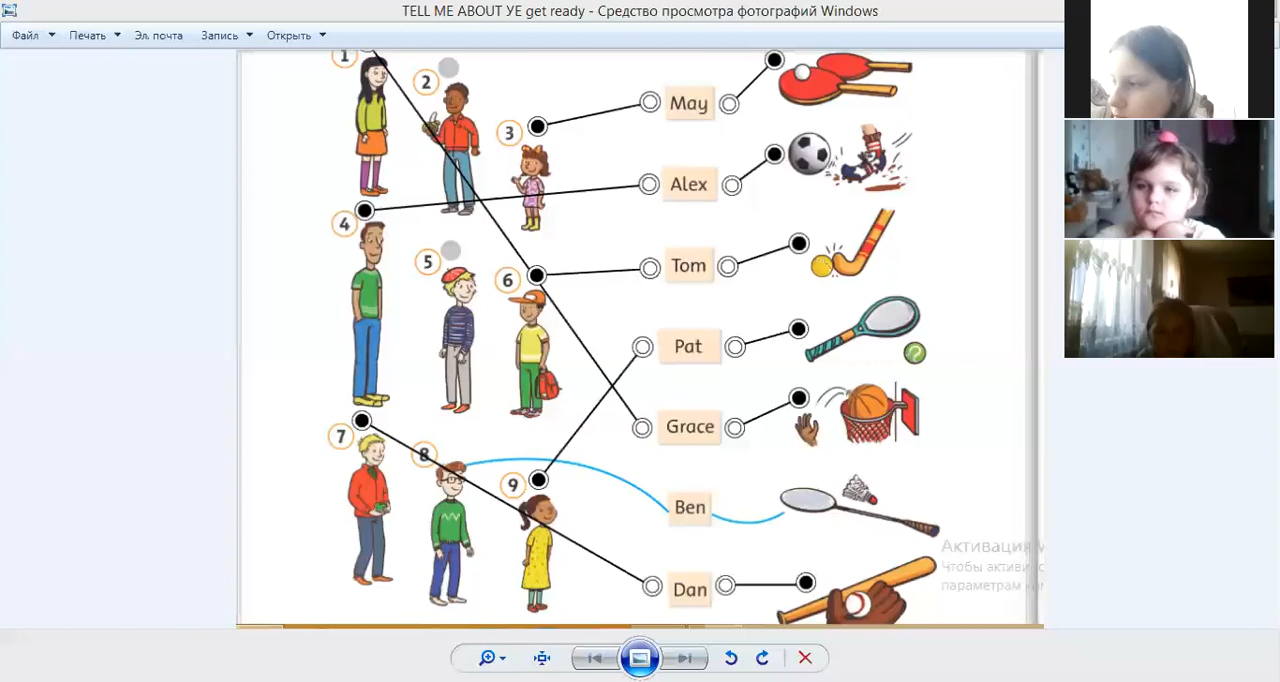 TELL ME ABOUT УЕ get ready - Средство просмотра фотографий Windows
Файл Печать Эл. почта Запись Открыть
1
2
3
May
Alex
4
5
6
Tom
Pat
Grace
7
8
9
Ben
Dan
Активация
Чтобы активи
параметрам